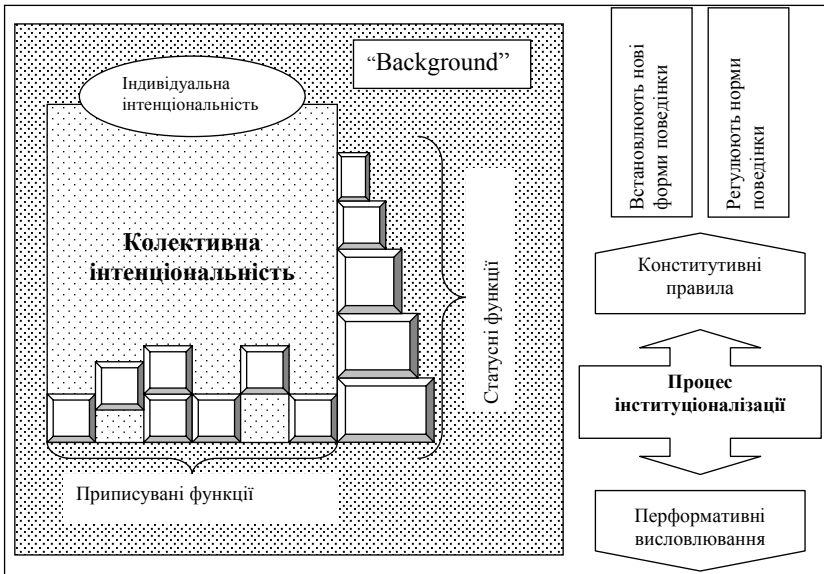 “Background”
Індивідуальна
інтенціональність
Колективна
інтенціональність
Статусні функції
Приписувані функції
Встановлюють нові
форми поведінки
Регулюють норми
поведінки
Конститутивні
правила
Процес
інституціоналізації
Перформативні
висловлювання